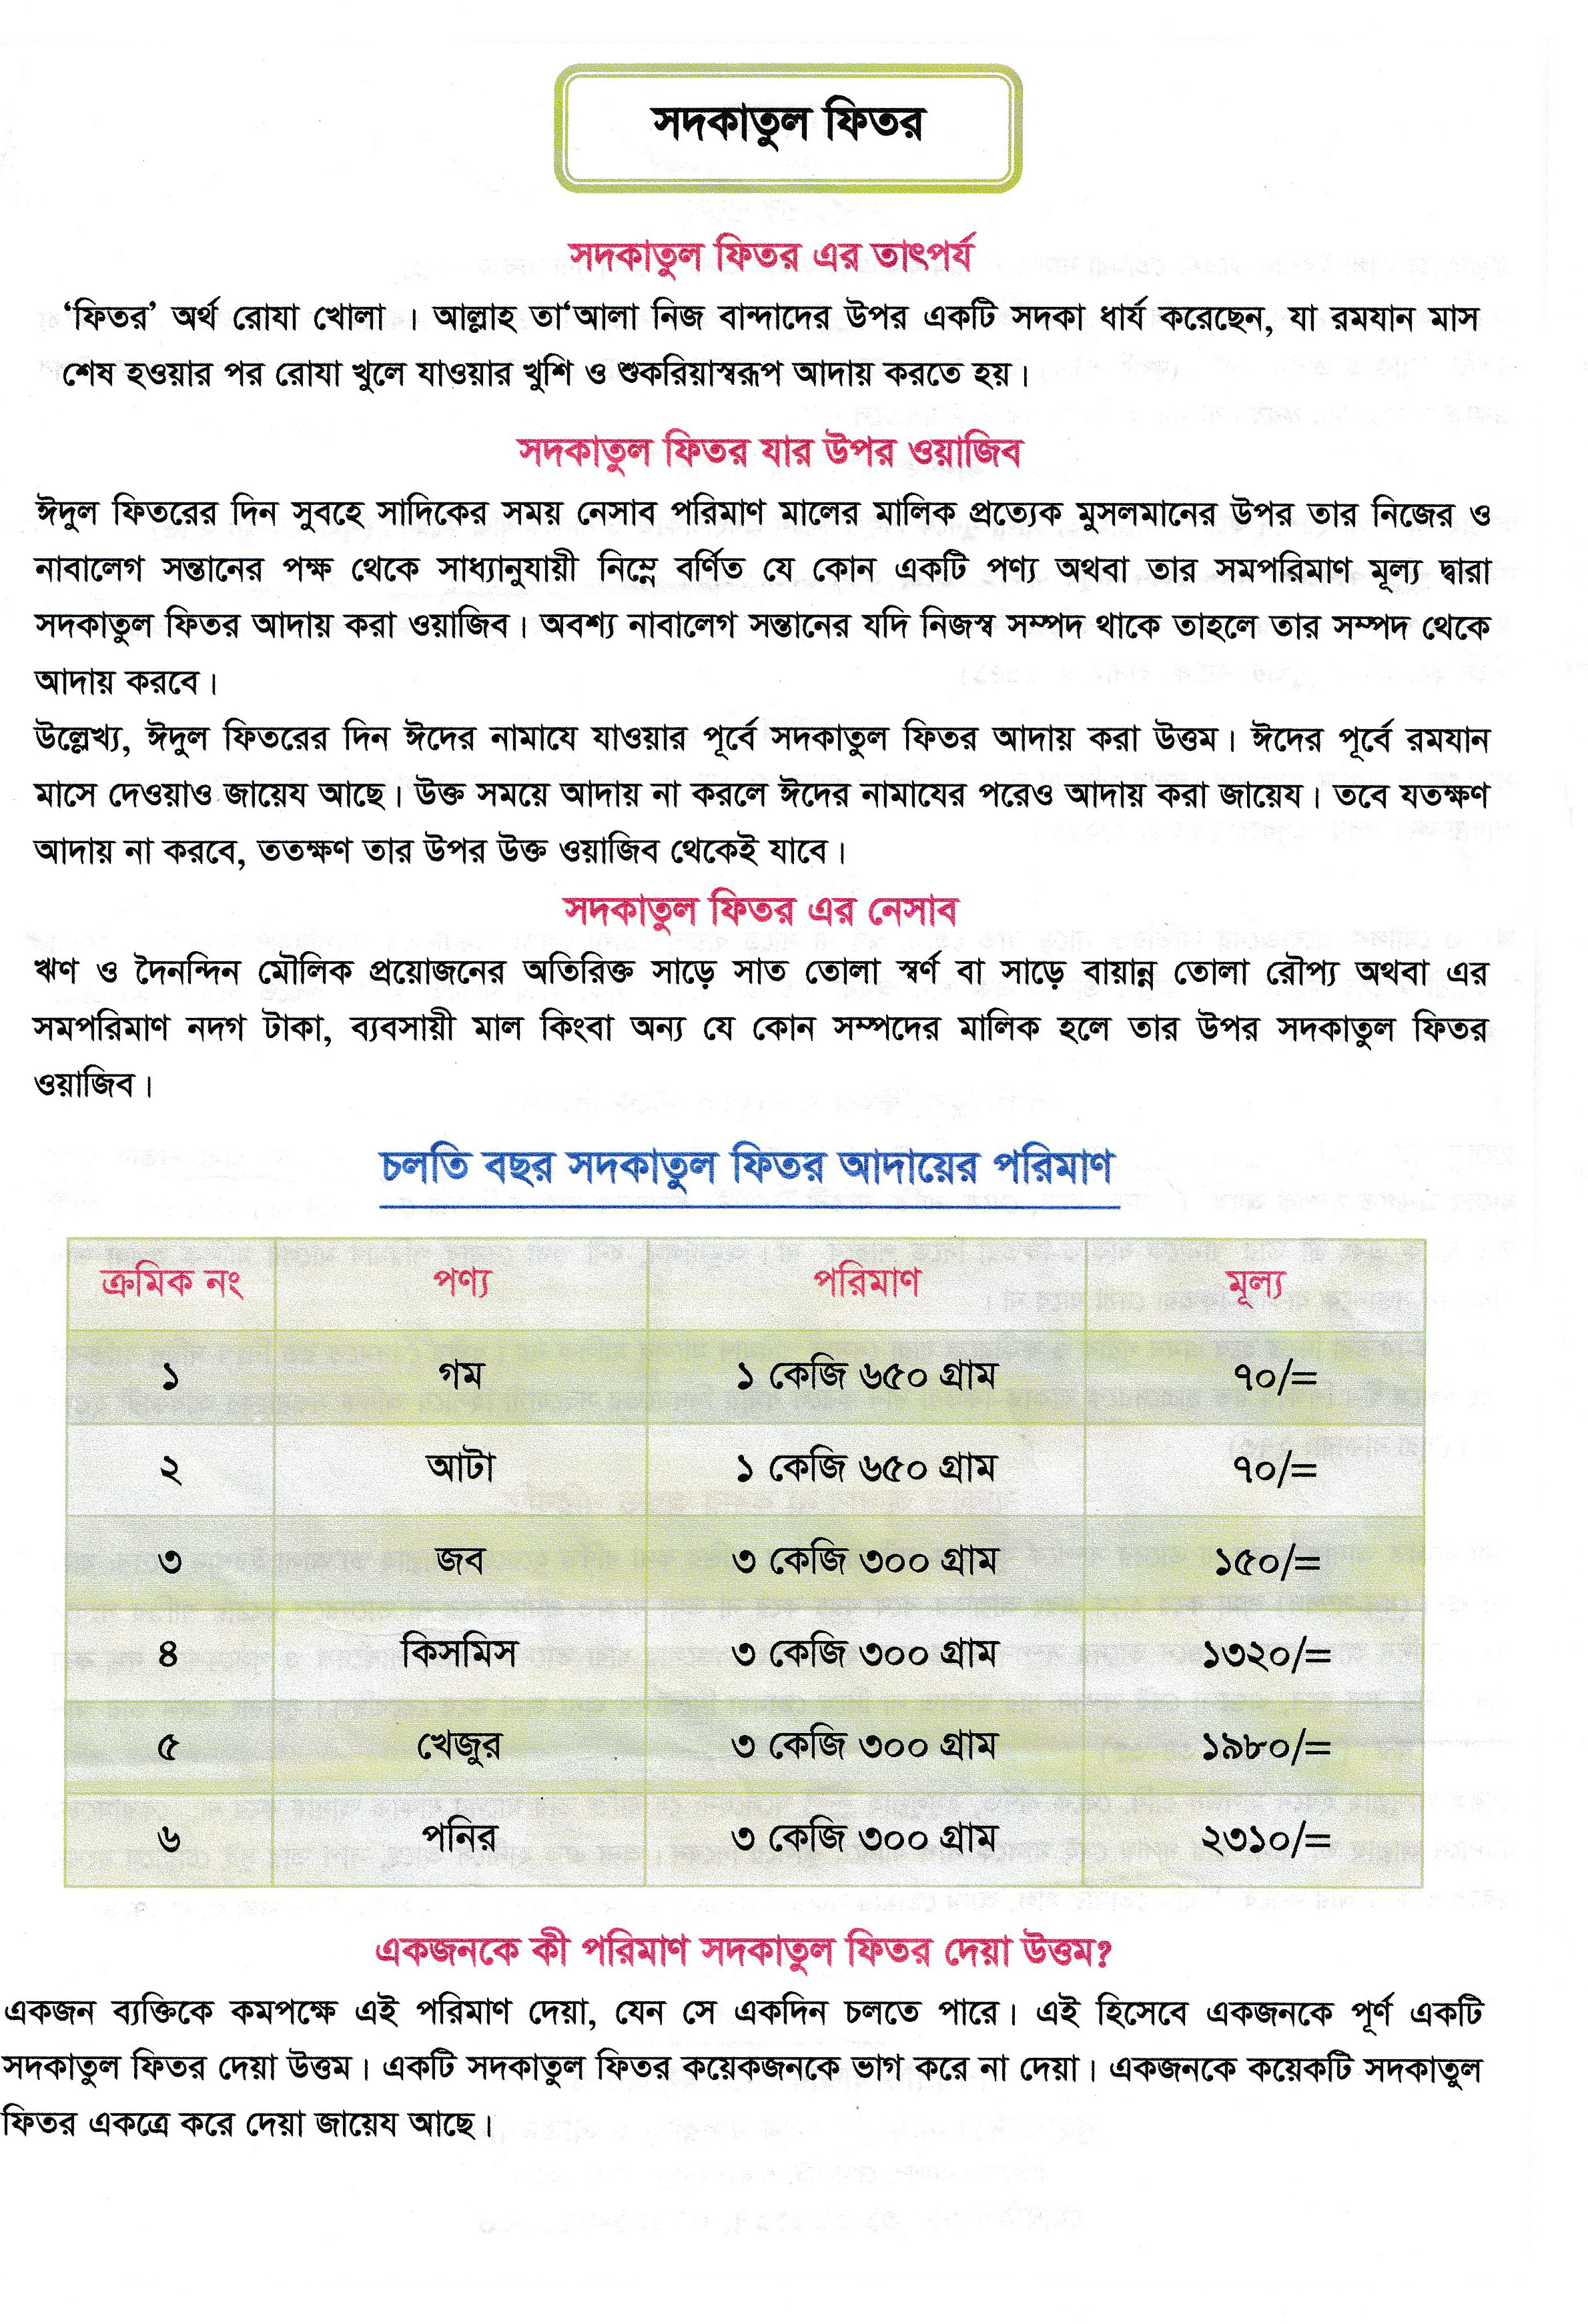 সদকাতুল ফিতর
সদকাতুল ফিতর এর তাৎপর্য
‘ফিতর’ অর্থ রোযা খোলা । আল্লাহ তা‘আলা নিজ বান্দাদের উপর একটি সদকা ধার্য করেছেন, যা রমযান মাস
শেষ হওয়ার পর রোযা খুলে যাওয়ার খুশি ও শুকরিয়াস্বরূপ আদায় করতে হয়।
সদকাতুল ফিতর যার উপর ওয়াজিব
ঈদুল ফিতরের দিন সুবহে সাদিকের সময় নেসাব পরিমাণ মালের মালিক প্রত্যেক মুসলমানের উপর তার নিজের ও
নাবালেগ সন্তানের পক্ষ থেকে সাধ্যানুযায়ী নিম্নে বর্ণিত যে কোন একটি পণ্য অথবা তার সমপরিমাণ মূল্য দ্বারা
সদকাতুল ফিতর আদায় করা ওয়াজিব। অবশ্য নাবালেগ সন্তানের যদি নিজস্ব সম্পদ থাকে তাহলে তার সম্পদ থেকে
আদায় করবে।
উল্লেখ্য, ঈদুল ফিতরের দিন ঈদের নামাযে যাওয়ার পূর্বে সদকাতুল ফিতর আদায় করা উত্তম। ঈদের পূর্বে রমযান
মাসে দেওয়াও জায়েয আছে। উক্ত সময়ে আদায় না করলে ঈদের নামাযের পরেও আদায় করা জায়েয। তবে যতক্ষণ
আদায় না করবে, ততক্ষণ তার উপর উক্ত ওয়াজিব থেকেই যাবে।
সদকাতুল ফিতর এর নেসাব
ঋণ ও দৈনন্দিন মৌলিক প্রয়োজনের অতিরিক্ত সাড়ে সাত তোলা স্বর্ণ বা সাড়ে বায়ান্ন তোলা রৌপ্য অথবা এর
সমপরিমাণ নদগ টাকা, ব্যবসায়ী মাল কিংবা অন্য যে কোন সম্পদের মালিক হলে তার উপর সদকাতুল ফিতর
ওয়াজিব।
চলতি বছর সদকাতুল ফিতর আদায়ের পরিমাণ
ক্রমিক নং পণ্য পরিমাণ মূল্য
১ গম ১ কেজি ৬৫০ গ্রাম ৭০/=
২ আটা ১ কেজি ৬৫০ গ্রাম ৭০/=
৩ জব ৩ কেজি ৩০০ গ্রাম ১৫০/=
৪ কিসমিস ৩ কেজি ৩০০ গ্রাম ১৩২০/=
৫ খেজুর ৩ কেজি ৩০০ গ্রাম ১৯৮০/=
৬ পনির ৩ কেজি ৩০০ গ্রাম ২৩১০/=
একজনকে কী পরিমাণ সদকাতুল ফিতর দেয়া উত্তম?
একজন ব্যক্তিকে কমপক্ষে এই পরিমাণ দেয়া, যেন সে একদিন চলতে পারে। এই হিসেবে একজনকে পূর্ণ একটি
সদকাতুল ফিতর দেয়া উত্তম। একটি সদকাতুল ফিতর কয়েকজনকে ভাগ করে না দেয়া। একজনকে কয়েকটি সদকাতুল
ফিতর একত্রে করে দেয়া জায়েয আছে।